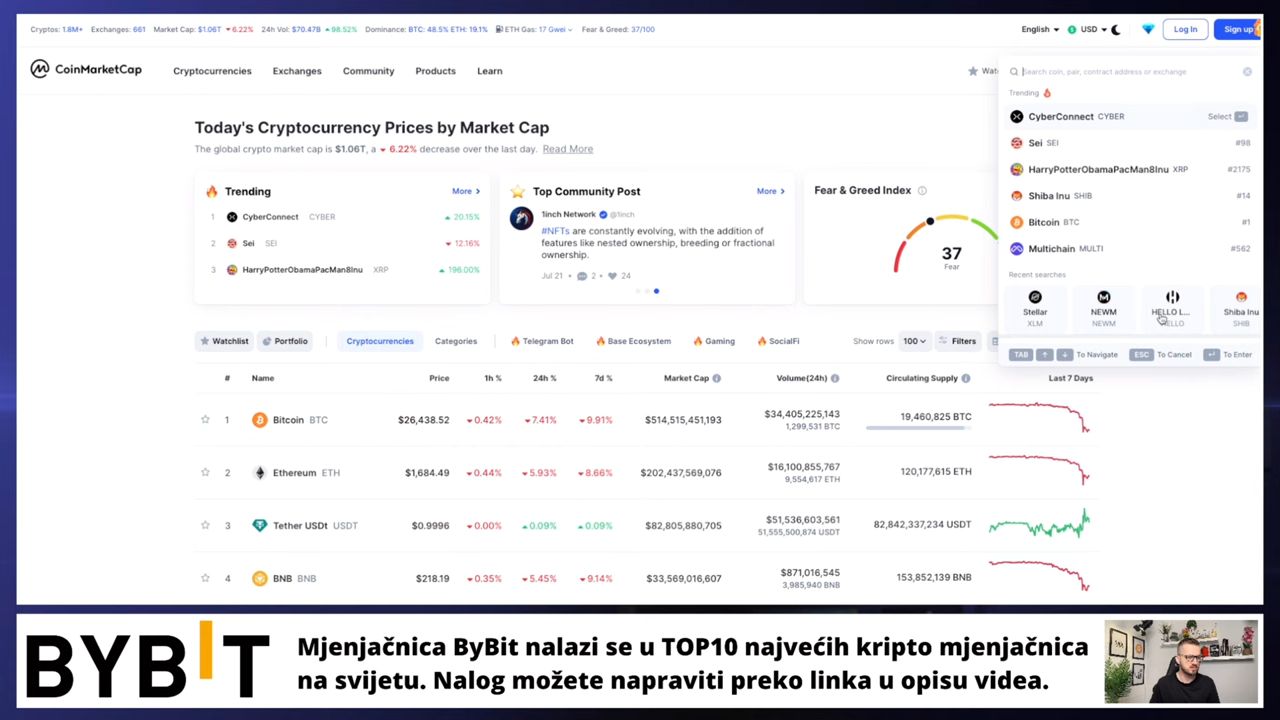 Cryptos: 1.8M+ Exchanges: 661 Market Cap: $1.06T 6.22% 24h Vol: $70.47B 98.52% Dominance: BTC: 48.5% ETH: 19.1% ETH Gas: 17 Gwei Fear & Greed: 37/100
English USD Log In Sign up
CoinMarketCap Cryptocurrencies Exchanges Community Products Learn
Search coin, pair, contract address or exchange
Trending
CyberConnect CYBER Select
Sei SEI #98
HarryPotterObamaPacMan8Inu XRP #2175
Shiba Inu SHIB #14
Bitcoin BTC #1
Multichain MULTI #562
Recent searches
Stellar NEWM HELLO L... Shiba Inu
XLM NEWM HELLO SHIB
TAB To Navigate ESC To Cancel To Enter
Today's Cryptocurrency Prices by Market Cap
The global crypto market cap is $1.06T, a 6.22% decrease over the last day. Read More
Trending More
1 CyberConnect CYBER 20.15%
2 Sei SEI 12.16%
3 HarryPotterObamaPacMan8Inu XRP 196.00%
Top Community Post More
1inch Network @1inch
#NFTs are constantly evolving, with the addition of
features like nested ownership, breeding or fractional
ownership.
Jul 21 • 2 • 24
Fear & Greed Index
37
Fear
Watchlist Portfolio Cryptocurrencies Categories Telegram Bot Base Ecosystem Gaming SocialFi Show rows 100 Filters
# Name Price 1h % 24h % 7d % Market Cap Volume(24h) Circulating Supply Last 7 Days
1 Bitcoin BTC $26,438.52 0.42% 7.41% 9.91% $514,515,451,193 $34,405,225,143 19,460,825 BTC
1,299,531 BTC
2 Ethereum ETH $1,684.49 0.44% 5.93% 8.66% $202,437,569,076 $16,100,855,767 120,177,615 ETH
9,554,617 ETH
3 Tether USDt USDT $0.9996 0.00% 0.09% 0.09% $82,805,880,705 $51,536,603,561 82,842,337,234 USDT
51,555,500,874 USDT
4 BNB BNB $218.19 0.35% 5.45% 9.14% $33,569,016,607 $871,016,545 153,852,139 BNB
3,985,940 BNB
BYBIT
Mjenjačnica ByBit nalazi se u TOP10 najvećih kripto mjenjačnica
na svijetu. Nalog možete napraviti preko linka u opisu videa.